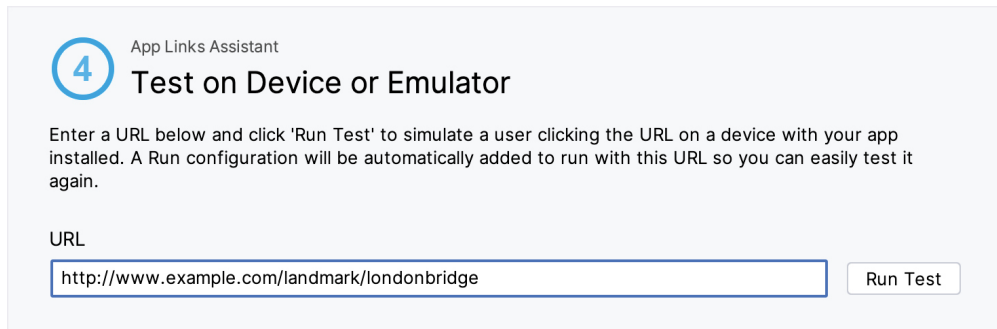 4
App Links Assistant
Test on Device or Emulator
Enter a URL below and click 'Run Test' to simulate a user clicking the URL on a device with your app
installed. A Run configuration will be automatically added to run with this URL so you can easily test it
again.
URL
http://www.example.com/landmark/londonbridge
Run Test